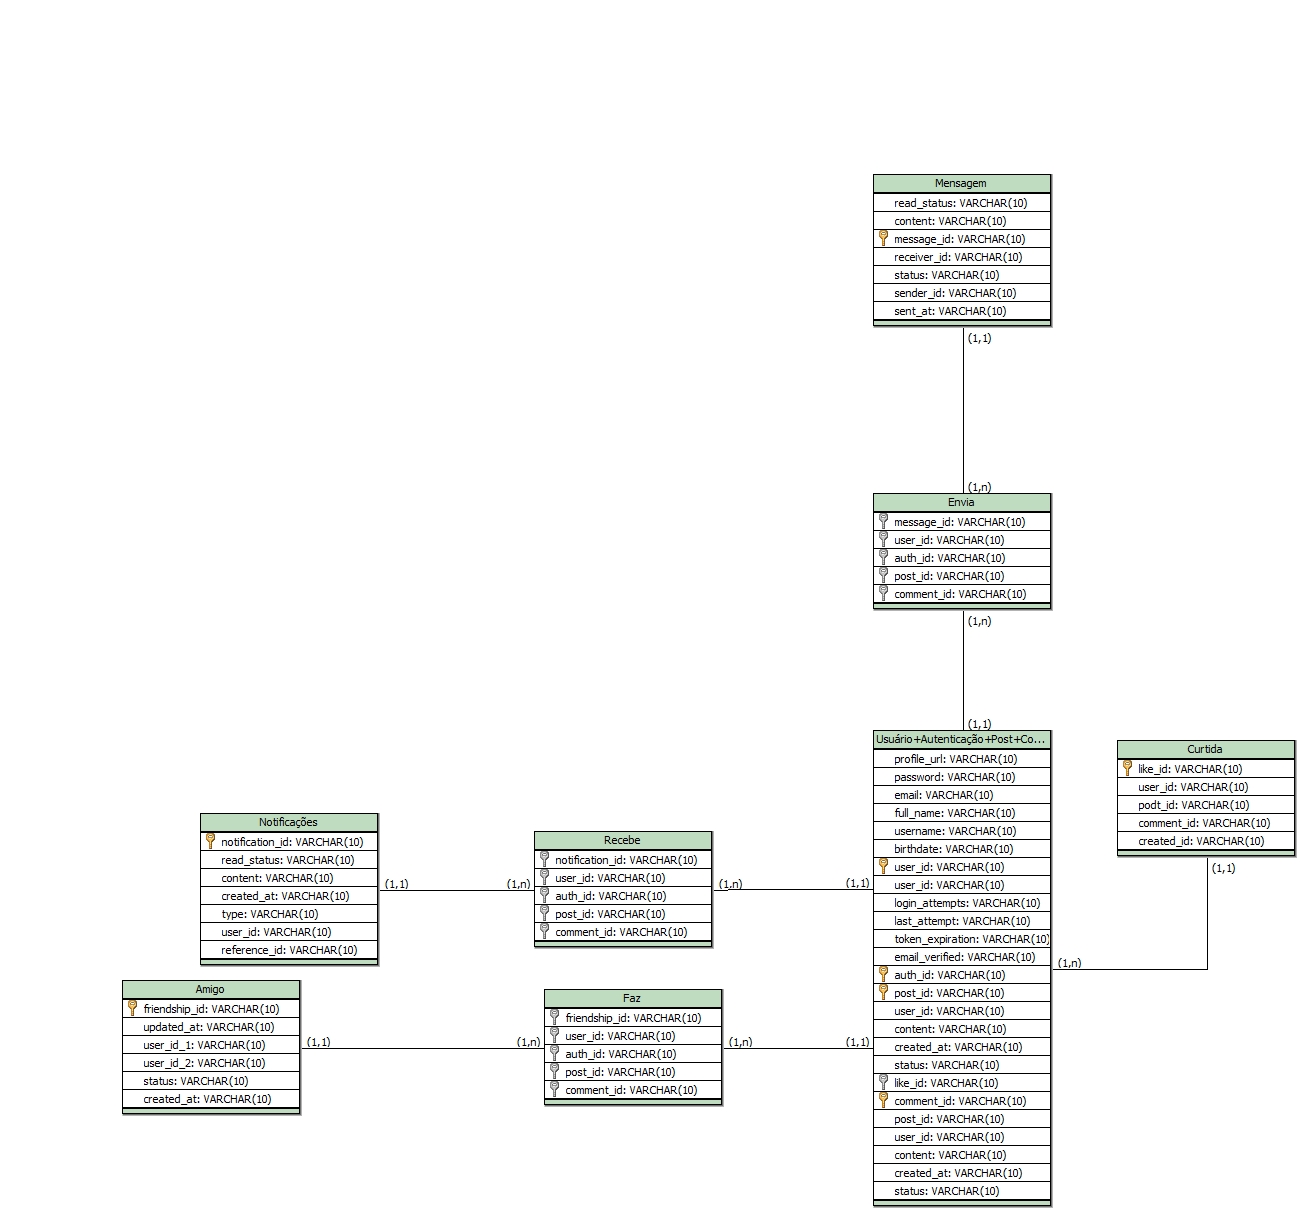 Mensagem
read_status: VARCHAR(10)
content: VARCHAR(10)
message_id: VARCHAR(10)
receiver_id: VARCHAR(10)
status: VARCHAR(10)
sender_id: VARCHAR(10)
sent_at: VARCHAR(10)
(1,1)
(1,n)
Envia
message_id: VARCHAR(10)
user_id: VARCHAR(10)
auth_id: VARCHAR(10)
post_id: VARCHAR(10)
comment_id: VARCHAR(10)
(1,n)
(1,1)
Usuário+Autenticação+Post+Co...
profile_url: VARCHAR(10)
password: VARCHAR(10)
email: VARCHAR(10)
full_name: VARCHAR(10)
username: VARCHAR(10)
birthdate: VARCHAR(10)
user_id: VARCHAR(10)
user_id: VARCHAR(10)
login_attempts: VARCHAR(10)
last_attempt: VARCHAR(10)
token_expiration: VARCHAR(10)
email_verified: VARCHAR(10)
auth_id: VARCHAR(10)
post_id: VARCHAR(10)
user_id: VARCHAR(10)
content: VARCHAR(10)
created_at: VARCHAR(10)
status: VARCHAR(10)
like_id: VARCHAR(10)
comment_id: VARCHAR(10)
post_id: VARCHAR(10)
user_id: VARCHAR(10)
content: VARCHAR(10)
created_at: VARCHAR(10)
status: VARCHAR(10)
Curtida
like_id: VARCHAR(10)
user_id: VARCHAR(10)
podt_id: VARCHAR(10)
comment_id: VARCHAR(10)
created_id: VARCHAR(10)
(1,1)
(1,n)
Notificações
notification_id: VARCHAR(10)
read_status: VARCHAR(10)
content: VARCHAR(10)
created_at: VARCHAR(10)
type: VARCHAR(10)
user_id: VARCHAR(10)
reference_id: VARCHAR(10)
(1,1)
(1,n)
Recebe
notification_id: VARCHAR(10)
user_id: VARCHAR(10)
auth_id: VARCHAR(10)
post_id: VARCHAR(10)
comment_id: VARCHAR(10)
(1,n)
(1,1)
Amigo
friendship_id: VARCHAR(10)
updated_at: VARCHAR(10)
user_id_1: VARCHAR(10)
user_id_2: VARCHAR(10)
status: VARCHAR(10)
created_at: VARCHAR(10)
(1,1)
(1,n)
Faz
friendship_id: VARCHAR(10)
user_id: VARCHAR(10)
auth_id: VARCHAR(10)
post_id: VARCHAR(10)
comment_id: VARCHAR(10)
(1,n)
(1,1)